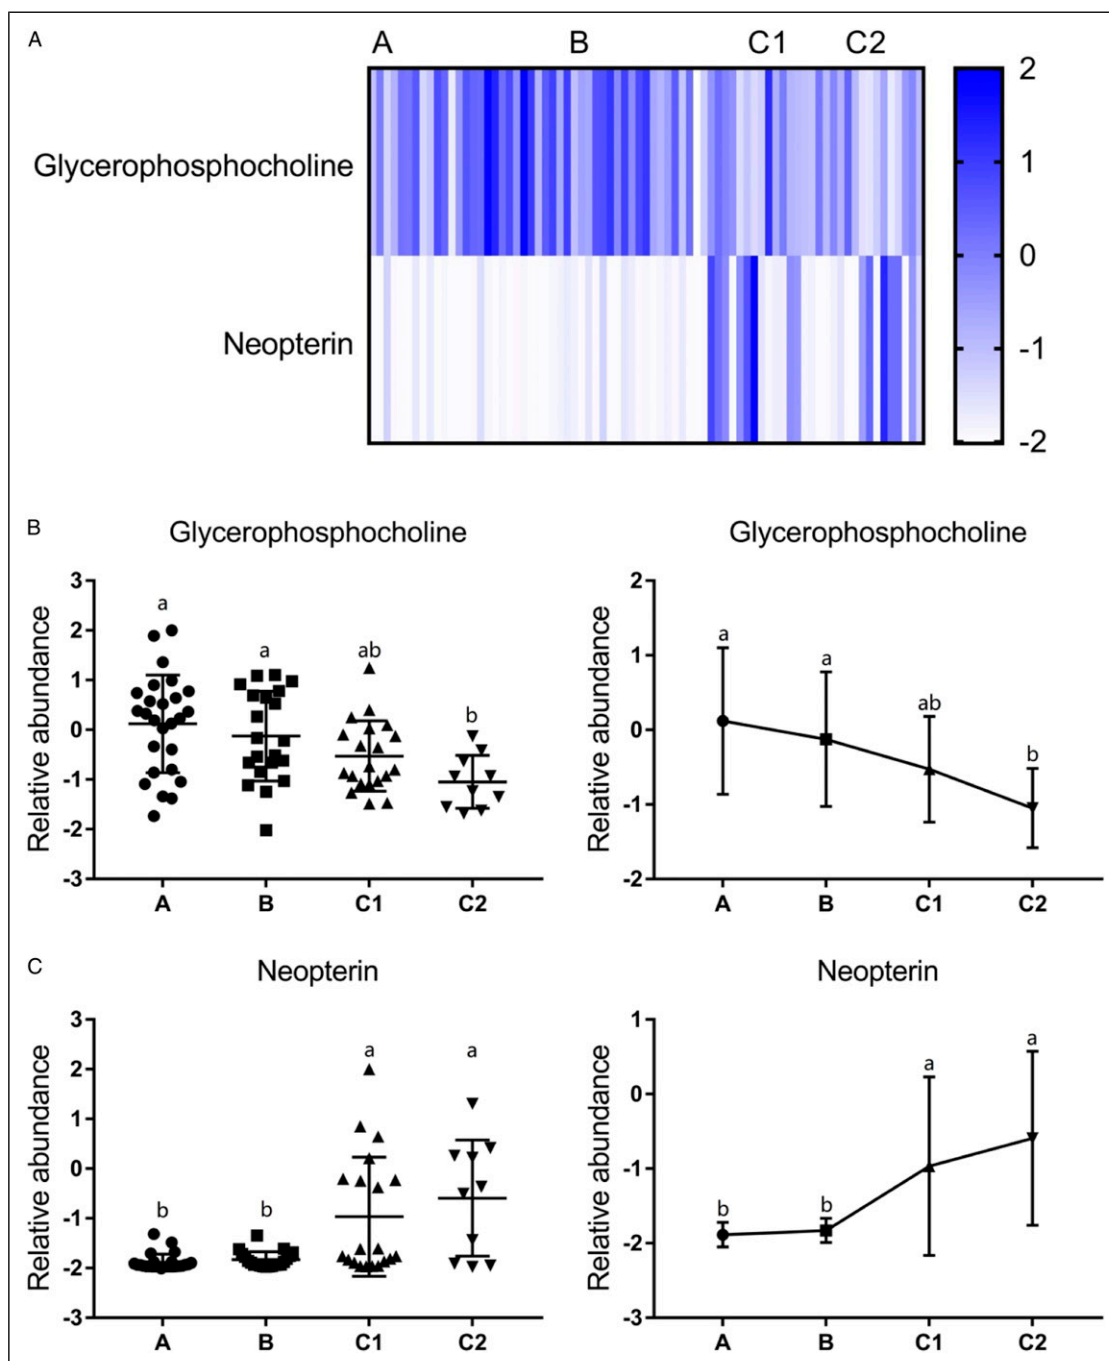 A
A B C1 C2
Glycerophosphocholine
Neopterin
2
1
0
-1
-2
B
Glycerophosphocholine
Relative abundance
3
2
1
0
-1
-2
-3
a
a
ab
b
A B C1 C2
Glycerophosphocholine
Relative abundance
2
1
0
-1
-2
a
a
ab
b
A B C1 C2
C
Neopterin
Relative abundance
3
2
1
0
-1
-2
-3
b
b
a
a
A B C1 C2
Neopterin
Relative abundance
1
0
-1
-2
-3
b
b
a
a
A B C1 C2